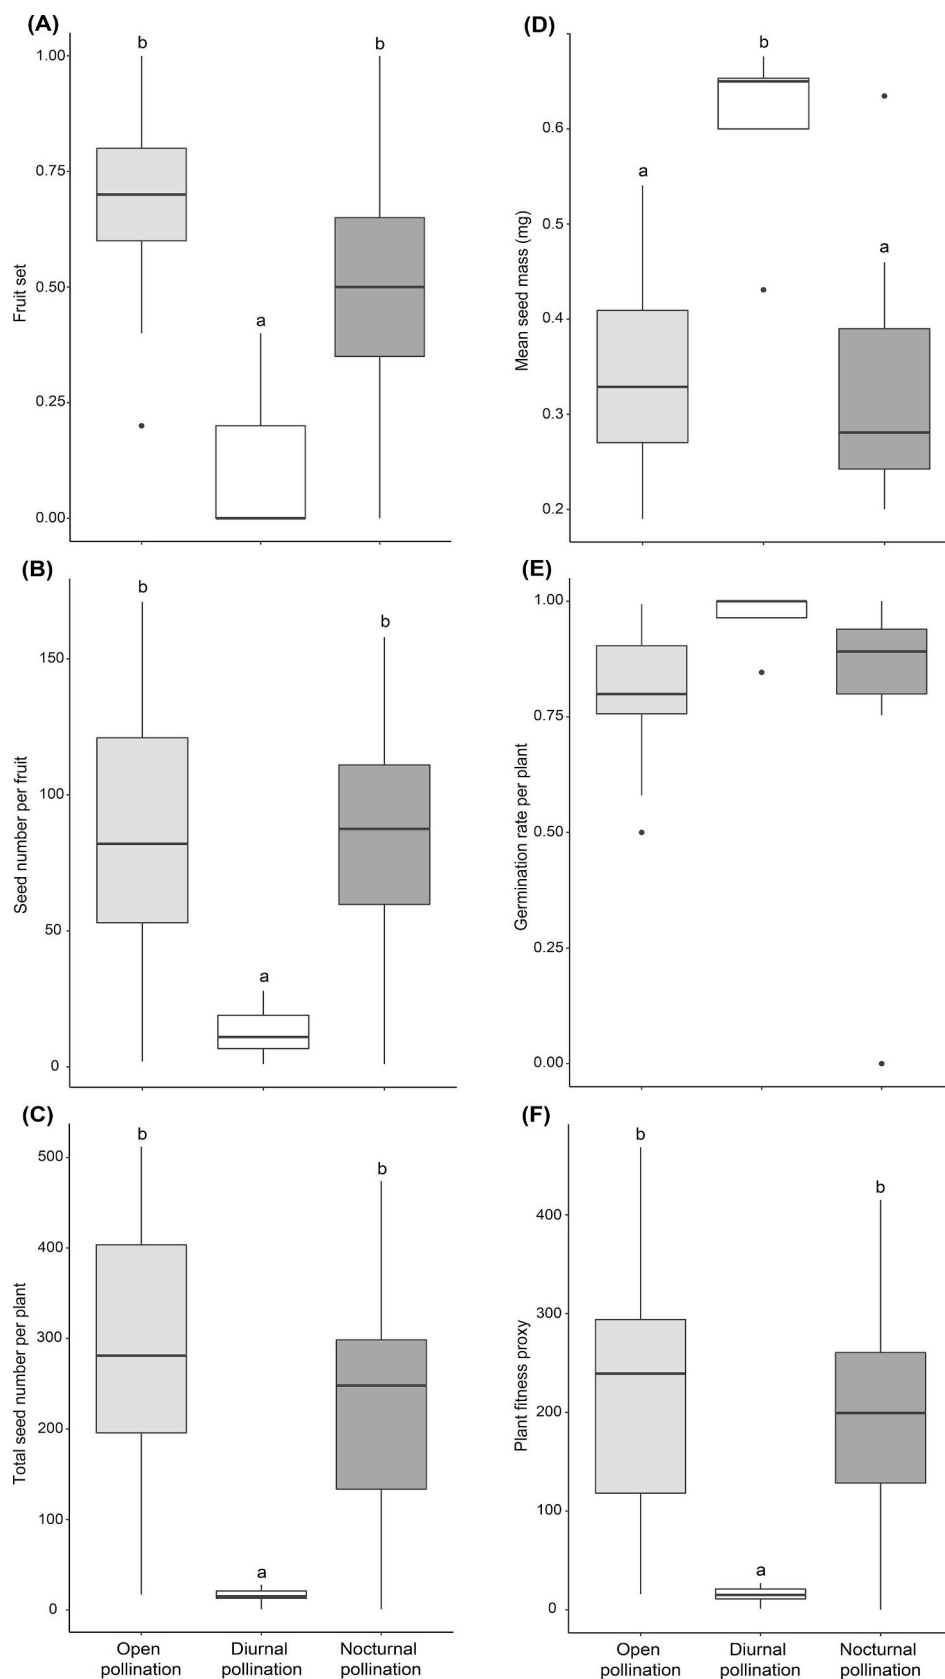 (A)
b
b
1.00
0.75
0.50
0.25
0.00
a
Fruit set
(D)
b
a
a
0.6
0.5
0.4
0.3
0.2
Mean seed mass (mg)
(B)
b
b
150
100
50
0
a
Seed number per fruit
(E)
1.00
0.75
0.50
0.25
0.00
Germination rate per plant
(C)
b
b
500
400
300
200
100
0
a
Total seed number per plant
Open
pollination
Diurnal
pollination
Nocturnal
pollination
(F)
b
b
400
300
200
100
0
a
Plant fitness proxy
Open
pollination
Diurnal
pollination
Nocturnal
pollination